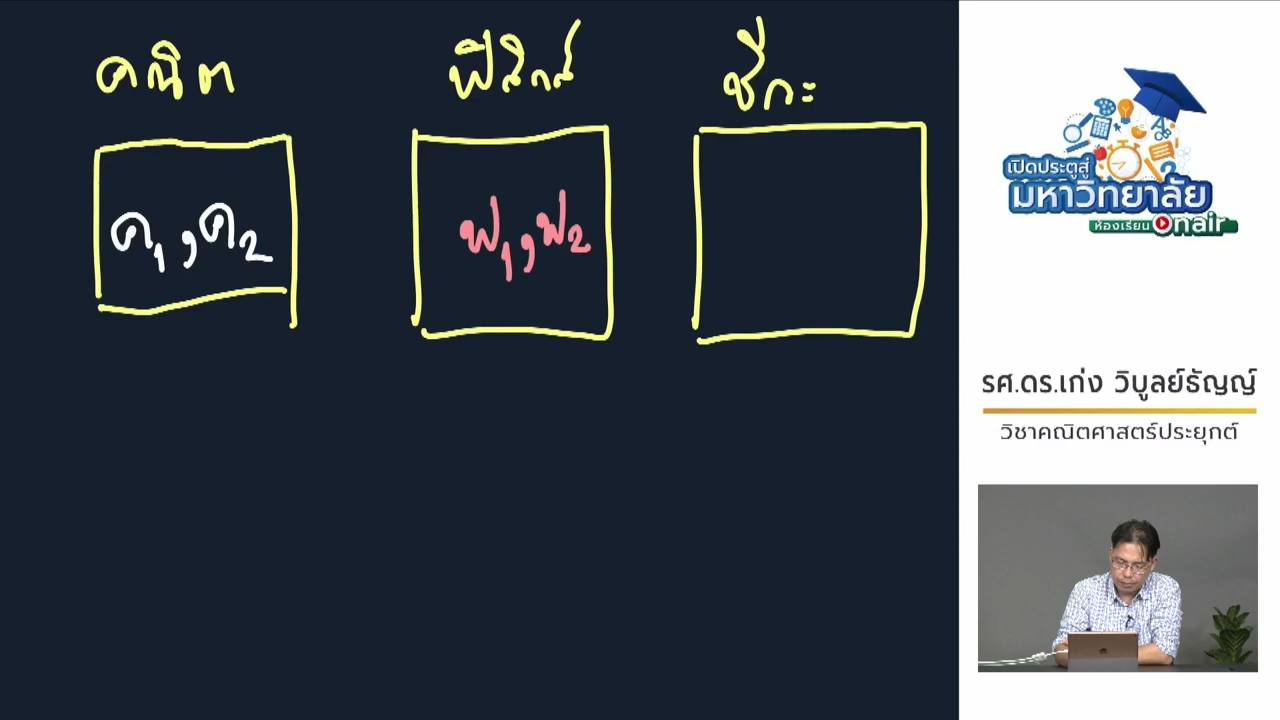 คณิต ฟิสิกส์ ชีวะ
ค1, ค2 ฟ1, ฟ2
เปิดประตูสู่
มหาวิทยาลัย
ห้องเรียน Onair
รศ.ดร.เก่ง วิบูลย์ธัญญ์
วิชาคณิตศาสตร์ประยุกต์